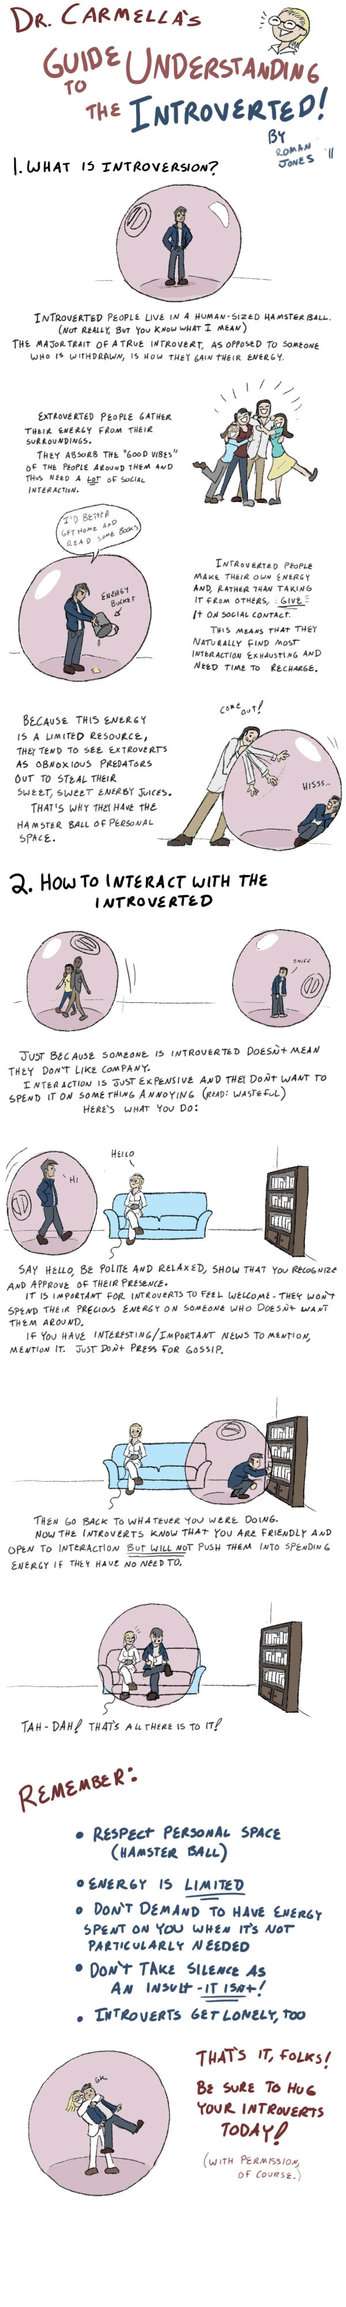 DR. CARMELLA'S
GUIDE
TO
UNDERSTANDING
THE INTROVERTED!
BY
ROMAN
JONES '11
1. WHAT IS INTROVERSION?
INTROVERTED PEOPLE LIVE IN A HUMAN-SIZED HAMSTER BALL.
(NOT REALLY, BUT YOU KNOW WHAT I MEAN)
THE MAJOR TRAIT OF A TRUE INTROVERT, AS OPPOSED TO SOMEONE
WHO IS WITHDRAWN, IS HOW THEY GAIN THEIR ENERGY.
EXTROVERTED PEOPLE GATHER
THEIR ENERGY FROM THEIR
SURROUNDINGS.
THEY ABSORB THE "GOOD VIBES"
OF THE PEOPLE AROUND THEM AND
THUS NEED A LOT OF SOCIAL
INTERACTION.
I'D BETTER
GET HOME AND
READ SOME BOOKS
ENERGY
BUCKET
INTROVERTED PEOPLE
MAKE THEIR OWN ENERGY
AND, RATHER THAN TAKING
IT FROM OTHERS, GIVE
IT ON SOCIAL CONTACT.
THIS MEANS THAT THEY
NATURALLY FIND MOST
INTERACTION EXHAUSTING AND
NEED TIME TO RECHARGE.
BECAUSE THIS ENERGY
IS A LIMITED RESOURCE,
THEY TEND TO SEE EXTROVERTS
AS OBNOXIOUS PREDATORS
OUT TO STEAL THEIR
SWEET, SWEET ENERGY JUICES.
THAT'S WHY THEY HAVE THE
HAMSTER BALL OF PERSONAL
SPACE.
COME OUT!
HISSS..
2. HOW TO INTERACT WITH THE
INTROVERTED
JUST BECAUSE SOMEONE IS INTROVERTED DOESN'T MEAN
THEY DON'T LIKE COMPANY.
INTERACTION IS JUST EXPENSIVE AND THEY DON'T WANT TO
SPEND IT ON SOMETHING ANNOYING (READ: WASTEFUL)
HERE'S WHAT YOU DO:
HI
HELLO
SAY HELLO, BE POLITE AND RELAXED, SHOW THAT YOU RECOGNIZE
AND APPROVE OF THEIR PRESENCE.
IT IS IMPORTANT FOR INTROVERTS TO FEEL WELCOME - THEY WON'T
SPEND THEIR PRECIOUS ENERGY ON SOMEONE WHO DOESN'T WANT
THEM AROUND.
IF YOU HAVE INTERESTING/IMPORTANT NEWS TO MENTION,
MENTION IT. JUST DON'T PRESS FOR GOSSIP.
THEN GO BACK TO WHATEVER YOU WERE DOING.
NOW THE INTROVERTS KNOW THAT YOU ARE FRIENDLY AND
OPEN TO INTERACTION BUT WILL NOT PUSH THEM INTO SPENDING
ENERGY IF THEY HAVE NO NEED TO.
TAH-DAH! THAT'S ALL THERE IS TO IT!
REMEMBER:
• RESPECT PERSONAL SPACE
(HAMSTER BALL)
• ENERGY IS LIMITED
• DON'T DEMAND TO HAVE ENERGY
SPENT ON YOU WHEN IT'S NOT
PARTICULARLY NEEDED
• DON'T TAKE SILENCE AS
AN INSULT - IT ISN'T!
• INTROVERTS GET LONELY, TOO
THAT'S IT, FOLKS!
BE SURE TO HUG
YOUR INTROVERTS
TODAY!
(WITH PERMISSION,
OF COURSE.)